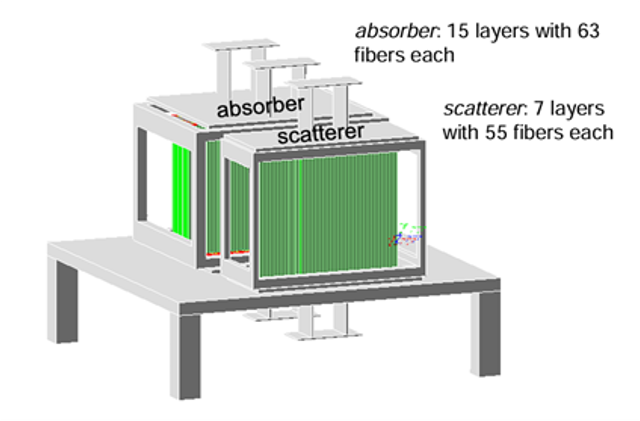 absorber: 15 layers with 63
fibers each
absorber
scatterer: 7 layers
with 55 fibers each
scatterer